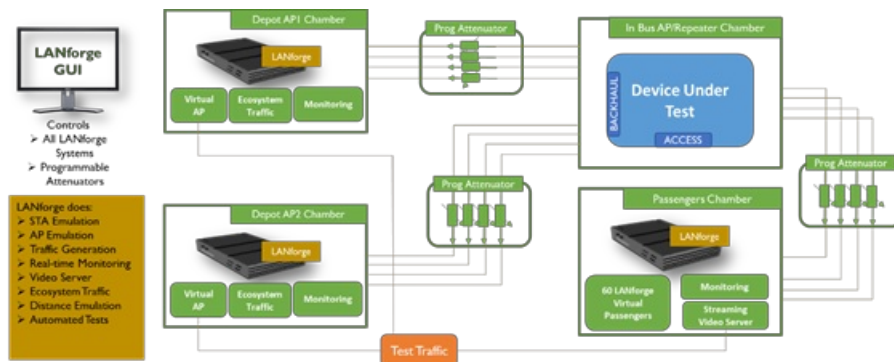 LANforge
GUI
Controls
➢ All LANforge
Systems
➢ Programmable
Attenuators
LANforge does:
➢ STA Emulation
➢ AP Emulation
➢ Traffic Generation
➢ Real-time Monitoring
➢ Video Server
➢ Ecosystem Traffic
➢ Distance Emulation
➢ Automated Tests
Depot AP1 Chamber
LANforge
Virtual
AP
Ecosystem
Traffic
Monitoring
Prog Attenuator
In Bus AP/Repeater Chamber
BACKHAUL
Device Under
Test
ACCESS
Prog Attenuator
Prog Attenuator
Depot AP2 Chamber
LANforge
Virtual
AP
Ecosystem
Traffic
Monitoring
Passengers Chamber
LANforge
60 LANforge
Virtual
Passengers
Monitoring
Streaming
Video Server
Test Traffic